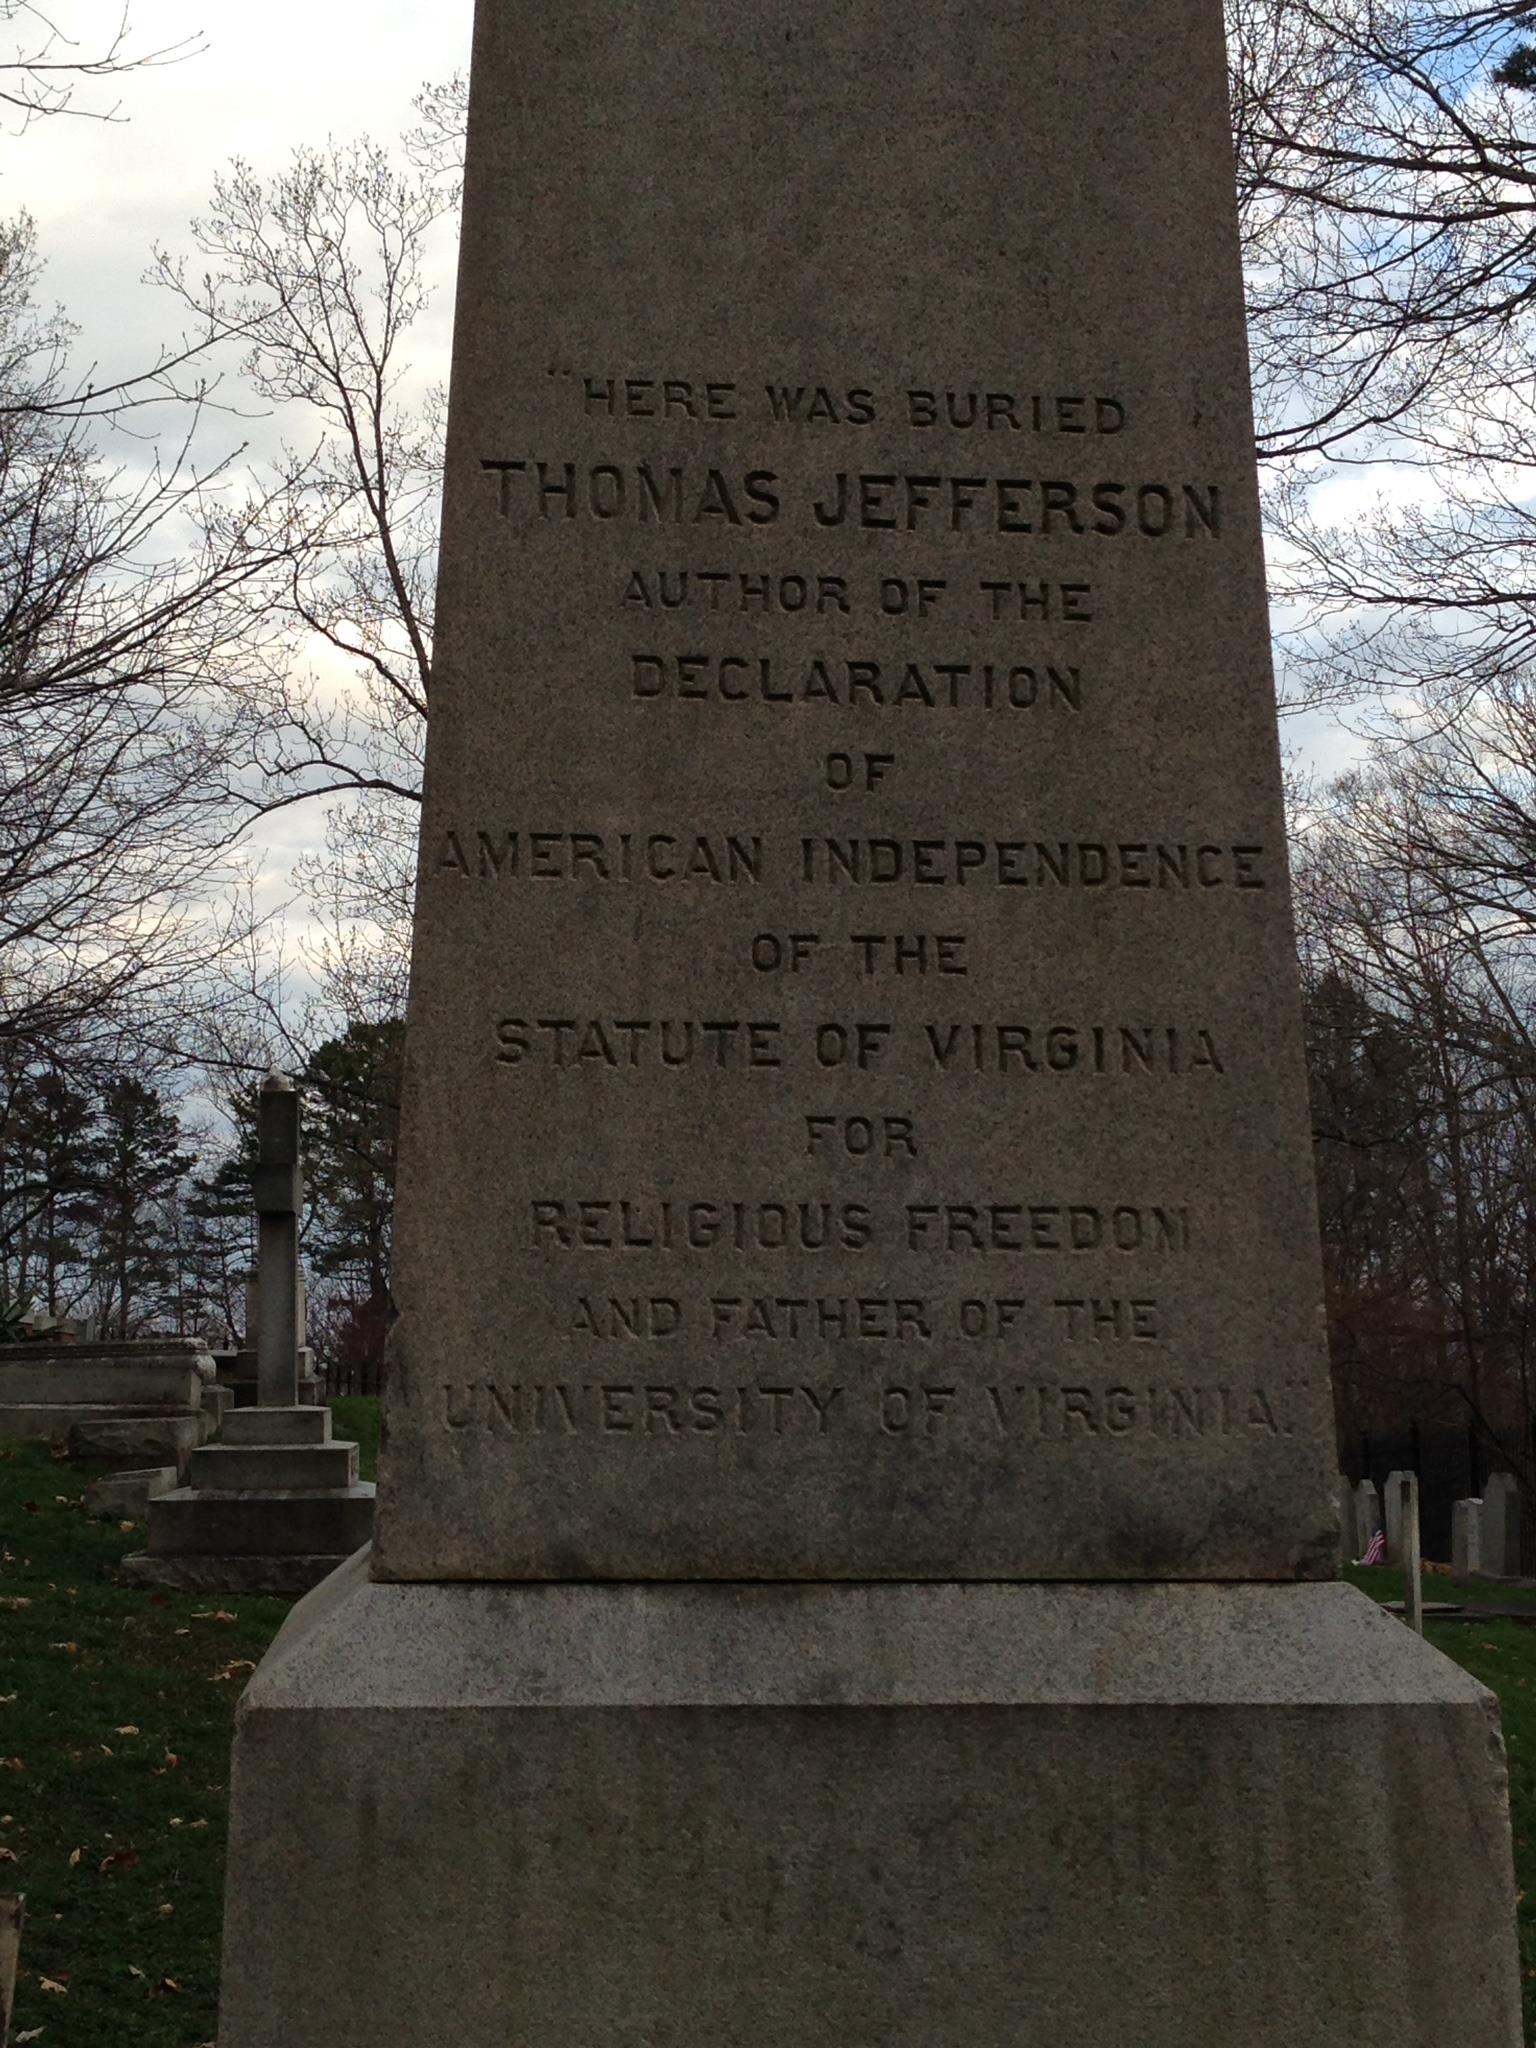 "HERE WAS BURIED
THOMAS JEFFERSON
AUTHOR OF THE
DECLARATION
OF
AMERICAN INDEPENDENCE
OF THE
STATUTE OF VIRGINIA
FOR
RELIGIOUS FREEDOM
AND FATHER OF THE
UNIVERSITY OF VIRGINIA."